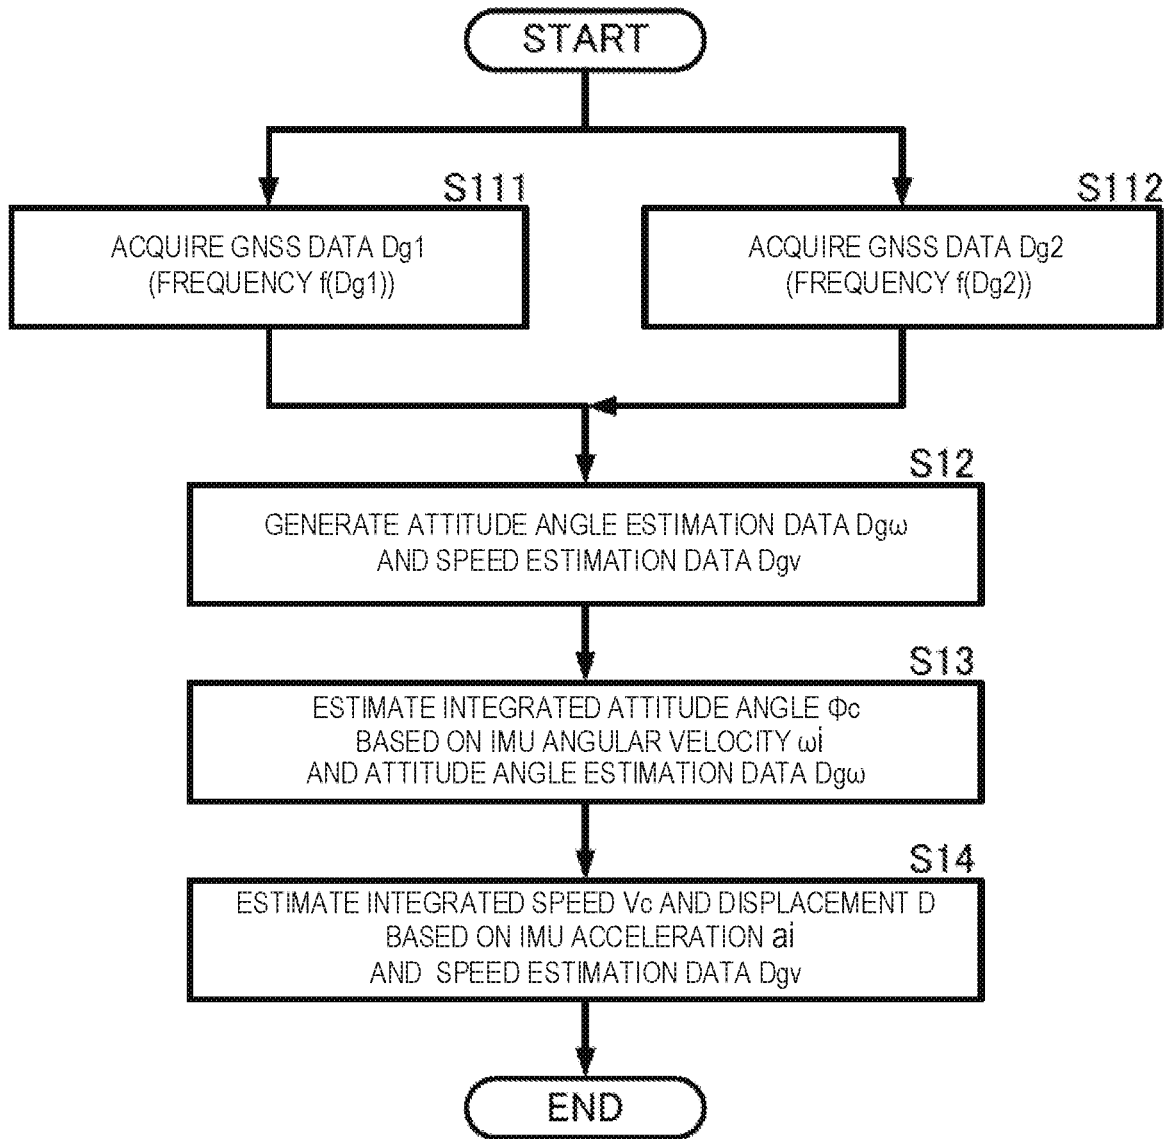 START
S111
ACQUIRE GNSS DATA Dg1
(FREQUENCY f(Dg1))
S112
ACQUIRE GNSS DATA Dg2
(FREQUENCY f(Dg2))
S12
GENERATE ATTITUDE ANGLE ESTIMATION DATA Dgω
AND SPEED ESTIMATION DATA Dgv
S13
ESTIMATE INTEGRATED ATTITUDE ANGLE Φc
BASED ON IMU ANGULAR VELOCITY ωi
AND ATTITUDE ANGLE ESTIMATION DATA Dgω
S14
ESTIMATE INTEGRATED SPEED Vc AND DISPLACEMENT D
BASED ON IMU ACCELERATION ai
AND SPEED ESTIMATION DATA Dgv
END